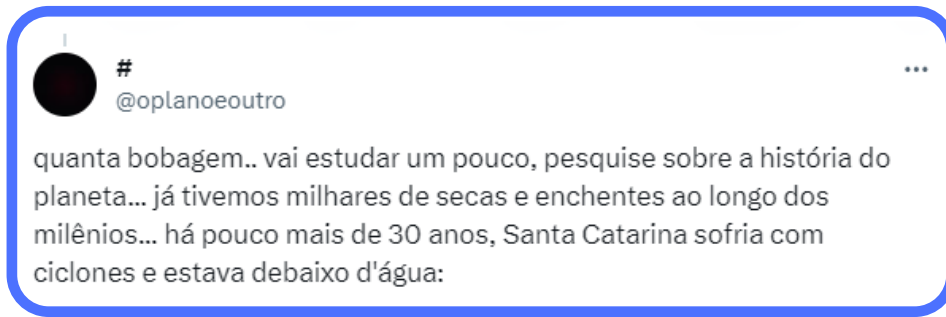 #
@oplanoeoutro
quanta bobagem.. vai estudar um pouco, pesquise sobre a história do
planeta... já tivemos milhares de secas e enchentes ao longo dos
milênios... há pouco mais de 30 anos, Santa Catarina sofria com
ciclones e estava debaixo d'água: